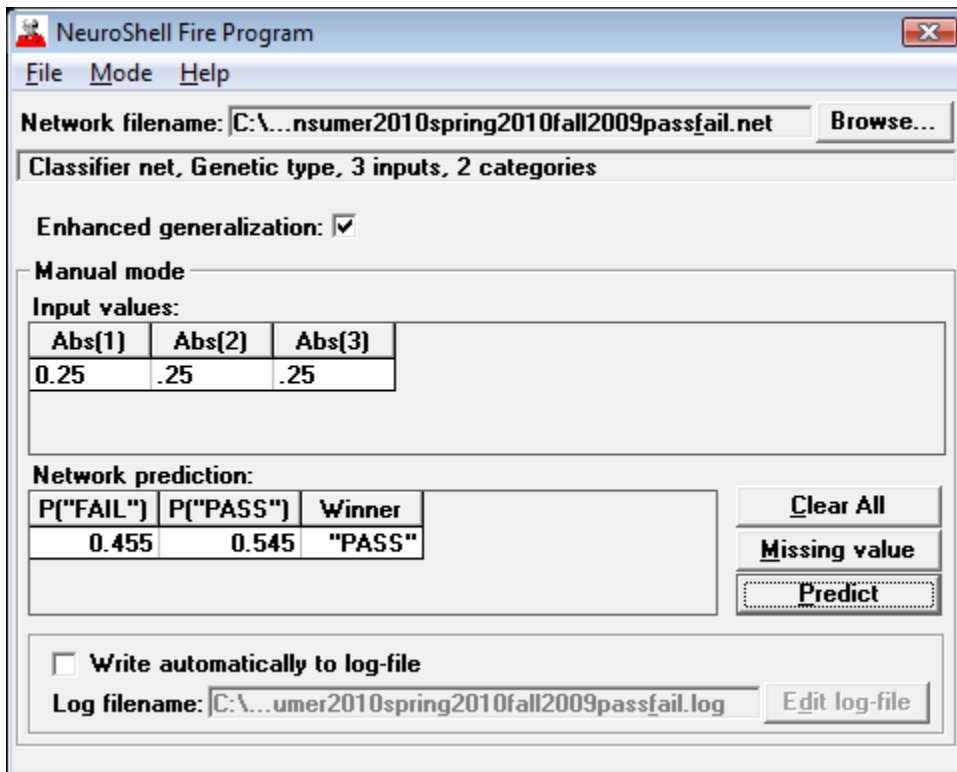 NeuroShell Fire Program
File Mode Help
Network filename: C:\...nsumer2010spring2010fall2009passfail.net Browse...
Classifier net, Genetic type, 3 inputs, 2 categories
Enhanced generalization:
Manual mode
Input values:
Abs(1) Abs(2) Abs(3)
0.25 .25 .25
Network prediction:
P("FAIL") P("PASS") Winner
0.455 0.545 "PASS"
Clear All
Missing value
Predict
Write automatically to log-file
Log filename: C:\...umer2010spring2010fall2009passfail.log Edit log-file